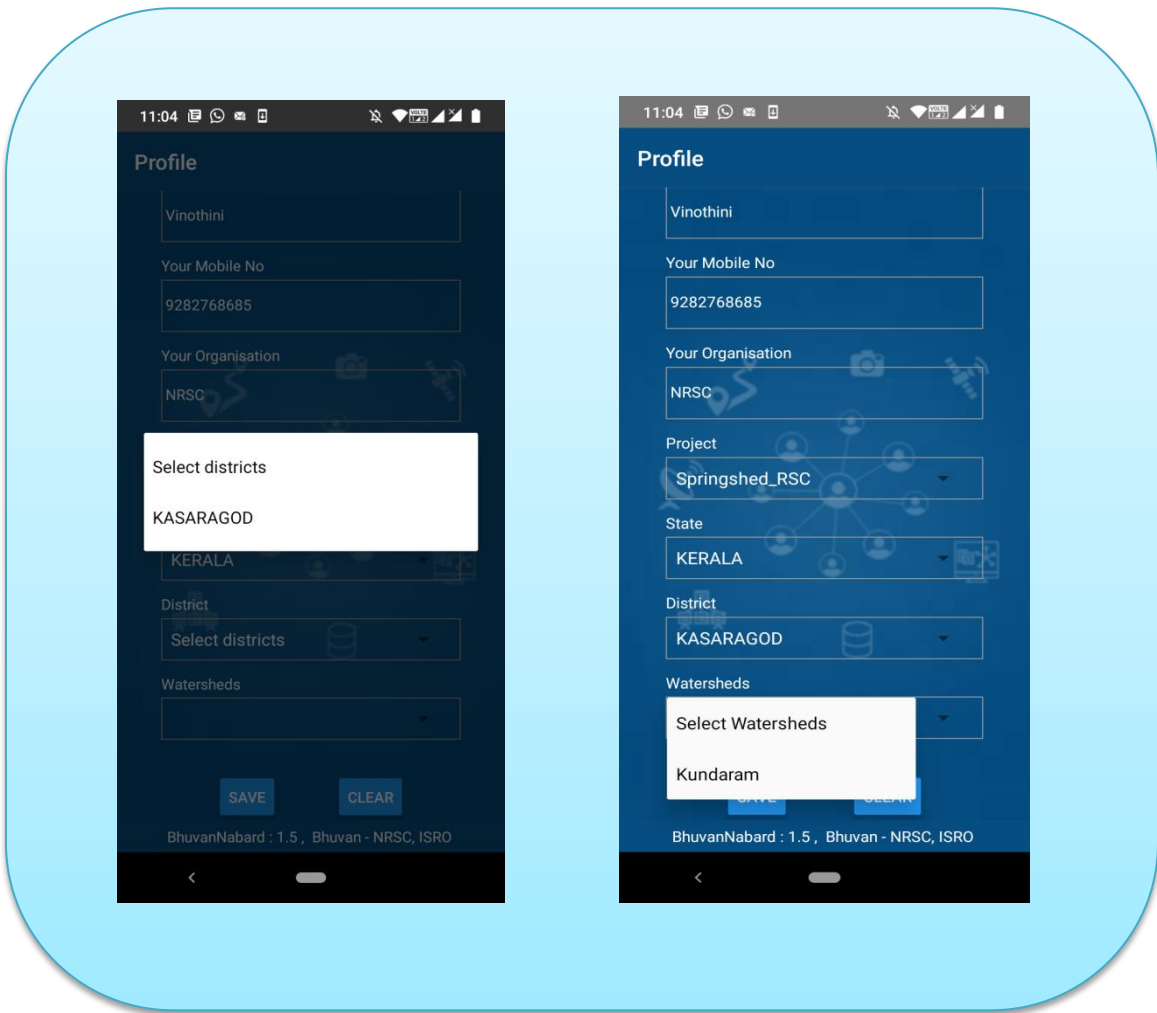 11:04
Profile
Vinothini
Your Mobile No
9282768685
Your Organisation
NRSC
Select districts
KASARAGOD
KERALA
District
Select districts
Watersheds
SAVE CLEAR
BhuvanNabard : 1.5 , Bhuvan - NRSC, ISRO
11:04
Profile
Vinothini
Your Mobile No
9282768685
Your Organisation
NRSC
Project
Springshed_RSC
State
KERALA
District
KASARAGOD
Watersheds
Select Watersheds
Kundaram
SAVE CLEAR
BhuvanNabard : 1.5 , Bhuvan - NRSC, ISRO